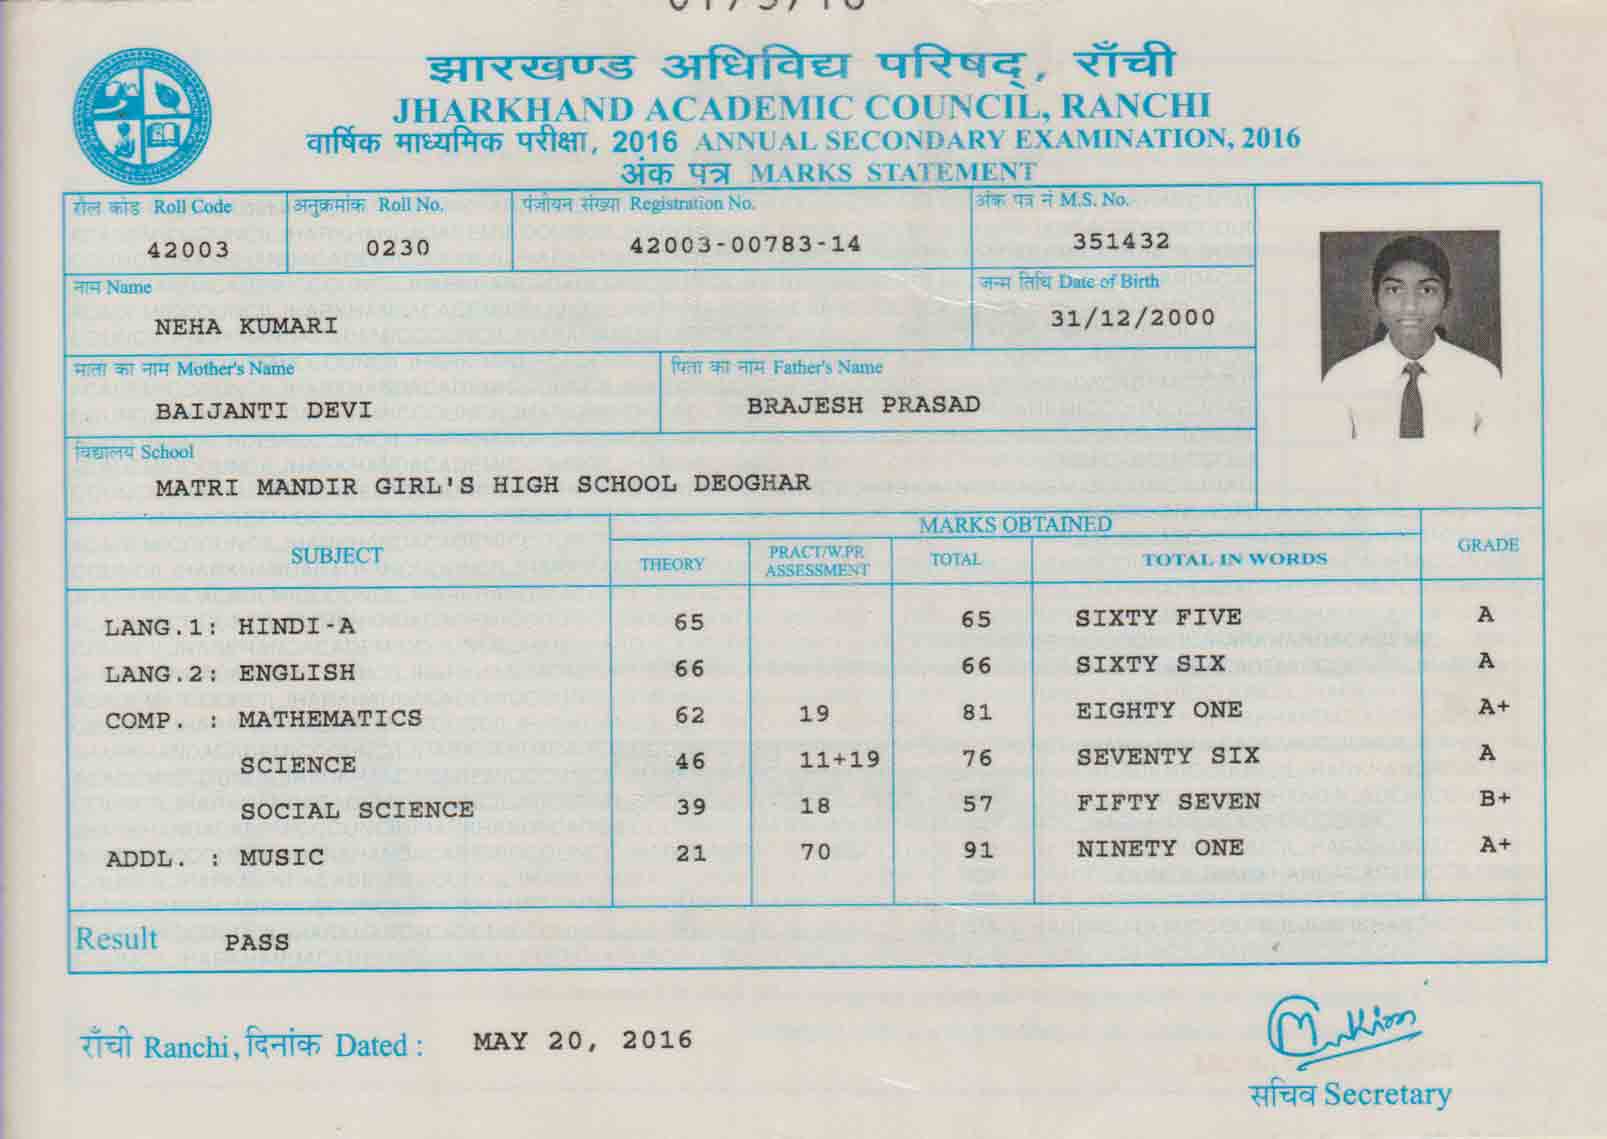 झारखण्ड अधिविद्य परिषद्, राँची
JHARKHAND ACADEMIC COUNCIL, RANCHI
वार्षिक माध्यमिक परीक्षा, 2016 ANNUAL SECONDARY EXAMINATION, 2016
अंक पत्र MARKS STATEMENT
रौल कोड Roll Code अनुक्रमांक Roll No. पंजीयन संख्या Registration No. अंक पत्र नं M.S. No.
42003 0230 42003-00783-14 351432
नाम Name जन्म तिथि Date of Birth
NEHA KUMARI 31/12/2000
माता का नाम Mother's Name पिता का नाम Father's Name
BAIJANTI DEVI BRAJESH PRASAD
विद्यालय School
MATRI MANDIR GIRL'S HIGH SCHOOL DEOGHAR
SUBJECT MARKS OBTAINED GRADE
THEORY PRACT/W.PR ASSESSMENT TOTAL TOTAL IN WORDS
LANG.1: HINDI-A 65 65 SIXTY FIVE A
LANG.2: ENGLISH 66 66 SIXTY SIX A
COMP. : MATHEMATICS 62 19 81 EIGHTY ONE A+
SCIENCE 46 11+19 76 SEVENTY SIX A
SOCIAL SCIENCE 39 18 57 FIFTY SEVEN B+
ADDL. : MUSIC 21 70 91 NINETY ONE A+
Result PASS
राँची Ranchi, दिनांक Dated : MAY 20, 2016
सचिव Secretary